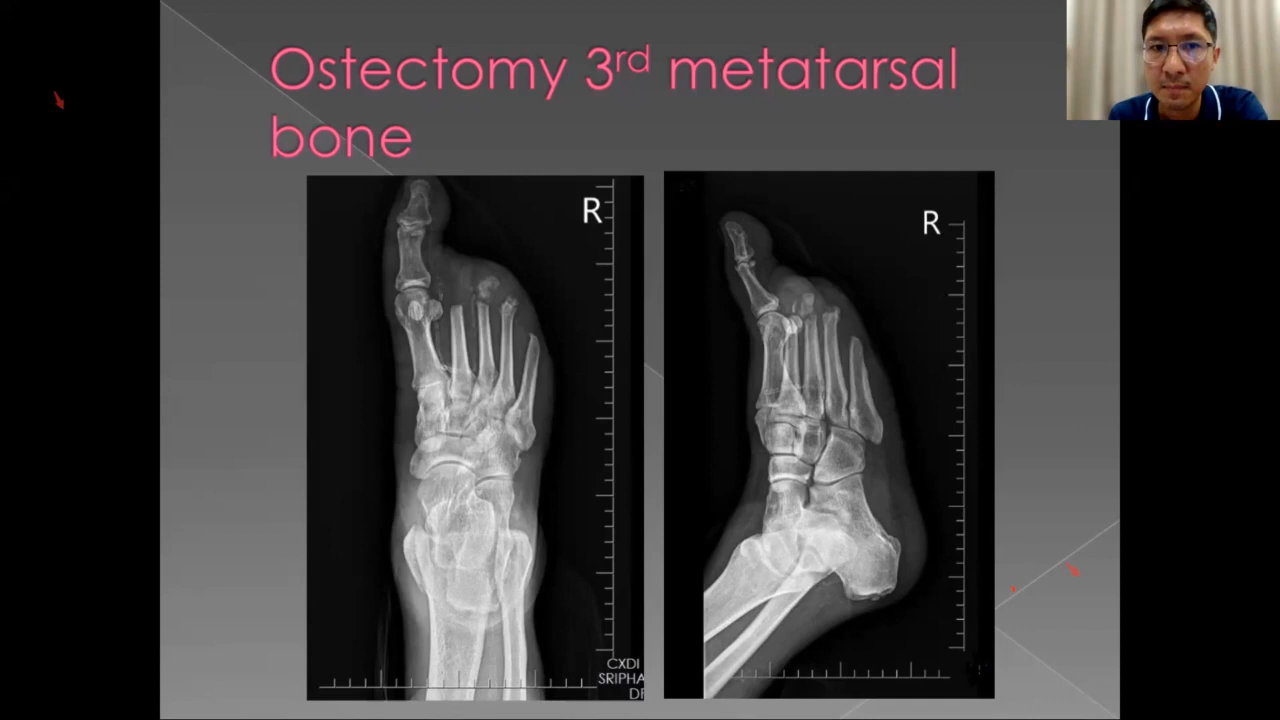 Ostectomy 3rd metatarsal
bone
R
R
CXDI
SRIPHA
DF